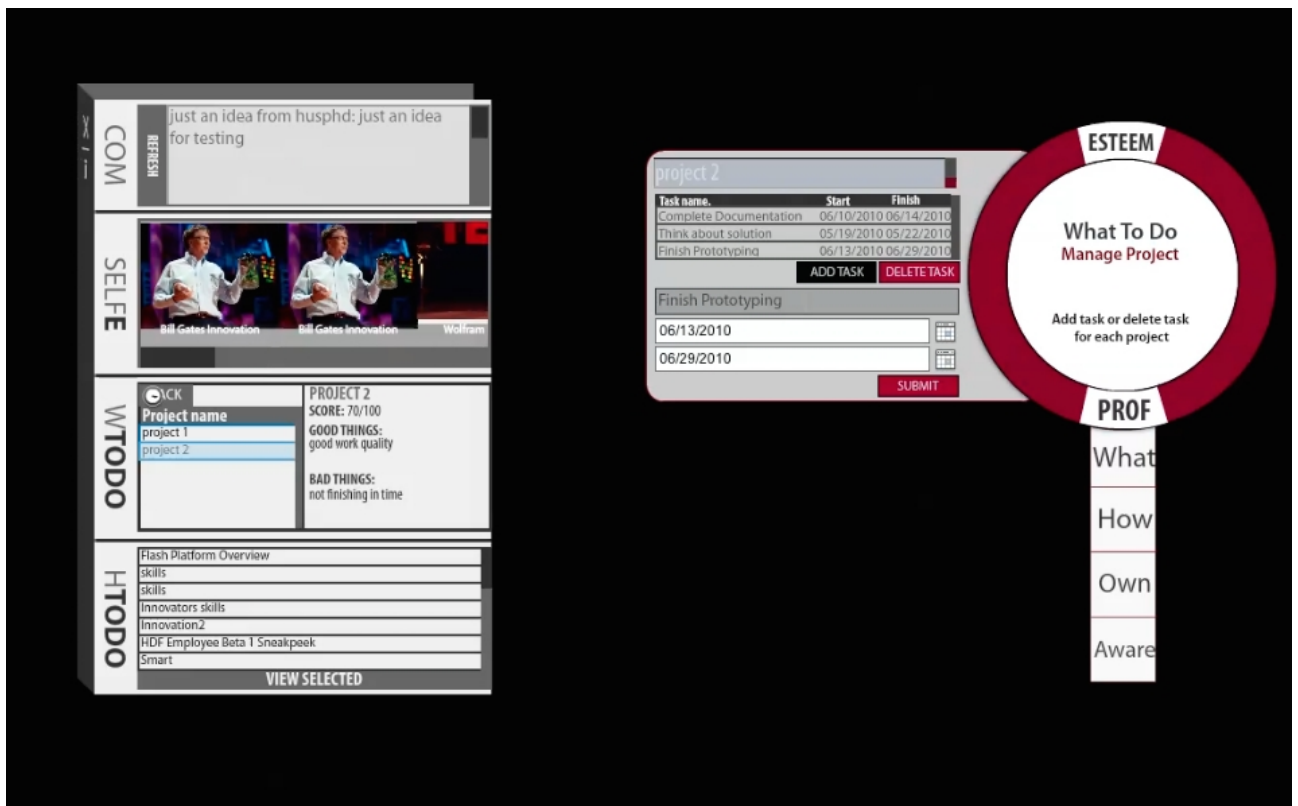 X - i
COM
REFRESH
just an idea from husphd: just an idea
for testing
SELFE
Bill Gates Innovation
Bill Gates Innovation
Wolfram
WTODO
Project name
project 1
project 2
PROJECT 2
SCORE: 70/100
GOOD THINGS:
good work quality
BAD THINGS:
not finishing in time
HTODO
Flash Platform Overview
skills
skills
Innovators skills
Innovation2
HDF Employee Beta 1 Sneakpeek
Smart
VIEW SELECTED
project 2
Task name. Start Finish
Complete Documentation 06/10/2010 06/14/2010
Think about solution 05/19/2010 05/22/2010
Finish Prototyping 06/13/2010 06/29/2010
ADD TASK DELETE TASK
Finish Prototyping
06/13/2010
06/29/2010
SUBMIT
ESTEEM
What To Do
Manage Project
Add task or delete task
for each project
PROF
What
How
Own
Aware